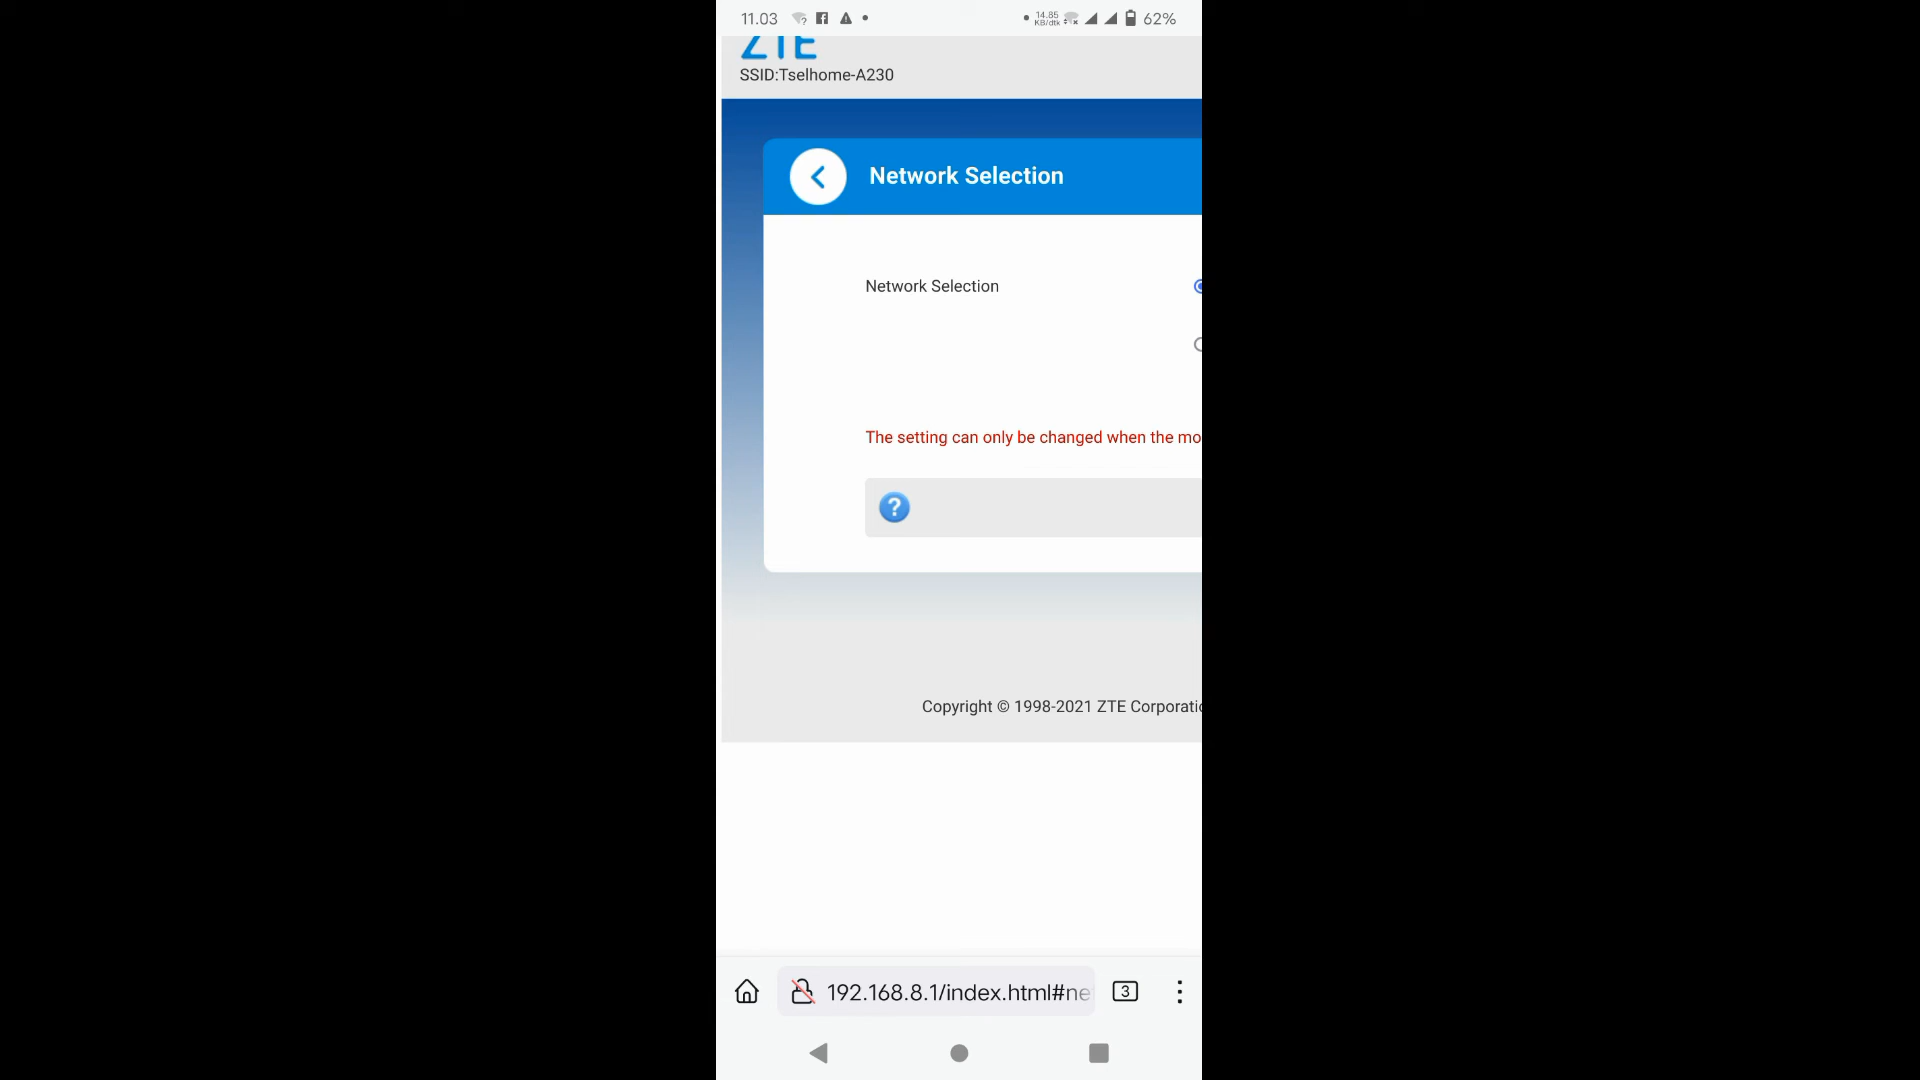 11.03
14.85
KB/dtk
62%
ZTE
SSID:Tselhome-A230
Network Selection
Network Selection
The setting can only be changed when the mo
?
Copyright © 1998-2021 ZTE Corporatio
192.168.8.1/index.html#ne
3